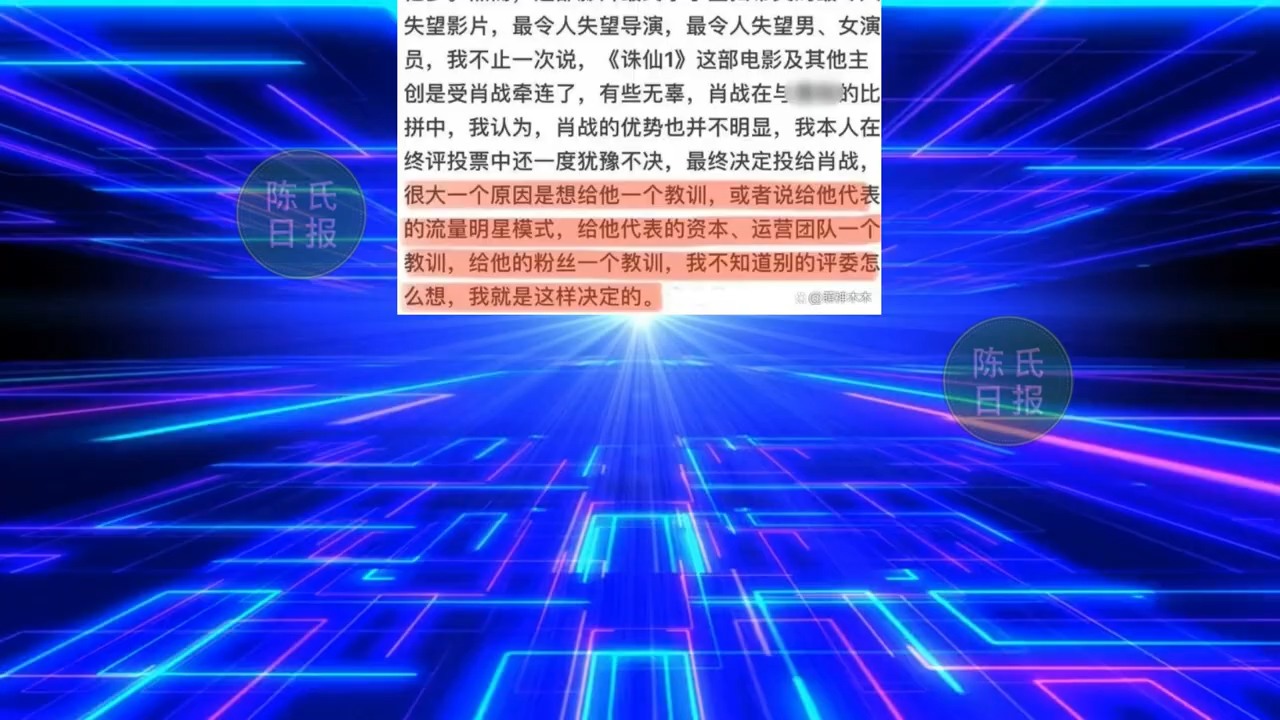 失望影片，最令人失望导演，最令人失望男、女演
员，我不止一次说，《诛仙1》这部电影及其他主
创是受肖战牵连了，有些无辜，肖战在与的比
拼中，我认为，肖战的优势也并不明显，我本人在
终评投票中还一度犹豫不决，最终决定投给肖战，
很大一个原因是想给他一个教训，或者说给他代表
的流量明星模式，给他代表的资本、运营团队一个
教训，给他的粉丝一个教训，我不知道别的评委怎
么想，我就是这样决定的。
陈氏
日报
陈氏
日报